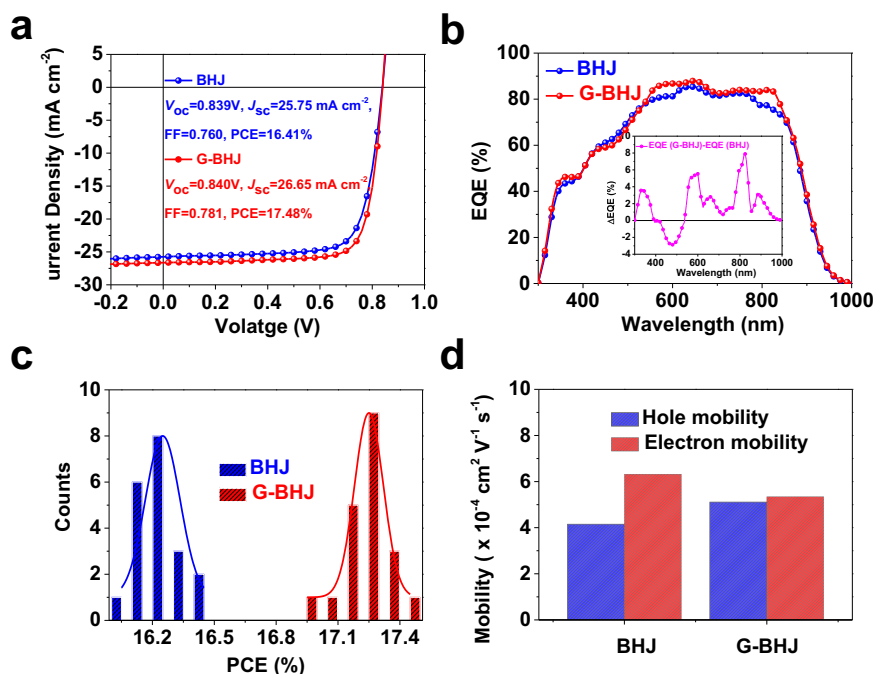 a
BHJ
V_OC=0.839V, J_SC=25.75 mA cm⁻²,
FF=0.760, PCE=16.41%
G-BHJ
V_OC=0.840V, J_SC=26.65 mA cm⁻²
FF=0.781, PCE=17.48%
5
0
-5
-10
-15
-20
-25
-30
-0.2 0.0 0.2 0.4 0.6 0.8 1.0
urrent Density (mA cm⁻²)
Volatge (V)
b
BHJ
G-BHJ
100
80
60
40
20
0
400 600 800 1000
EQE (%)
Wavelength (nm)
EQE (G-BHJ)-EQE (BHJ)
8
6
4
2
0
-2
-4
400 500 600 700 800 900 1000
ΔEQE (%)
Wavelength (nm)
c
BHJ
G-BHJ
10
8
6
4
2
0
16.2 16.5 16.8 17.1 17.4
Counts
PCE (%)
d
Hole mobility
Electron mobility
10
8
6
4
2
0
BHJ G-BHJ
Mobility ( x 10⁻⁴ cm² V⁻¹ s⁻¹)